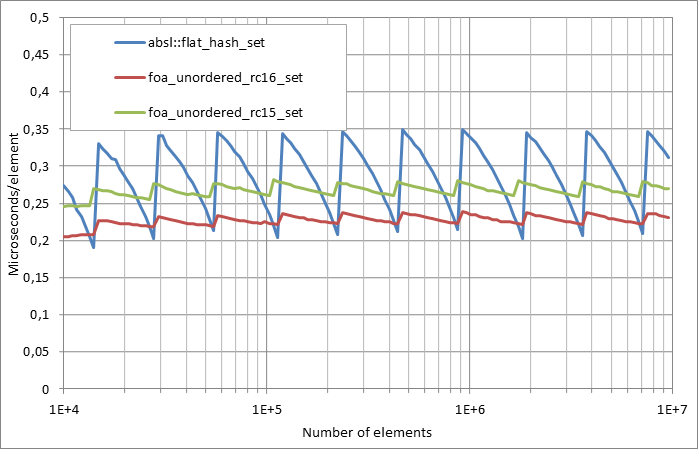 0,5
0,45
0,4
0,35
0,3
0,25
0,2
0,15
0,1
0,05
0
Microseconds/element
absl::flat_hash_set
foa_unordered_rc16_set
foa_unordered_rc15_set
1E+4 1E+5 1E+6 1E+7
Number of elements